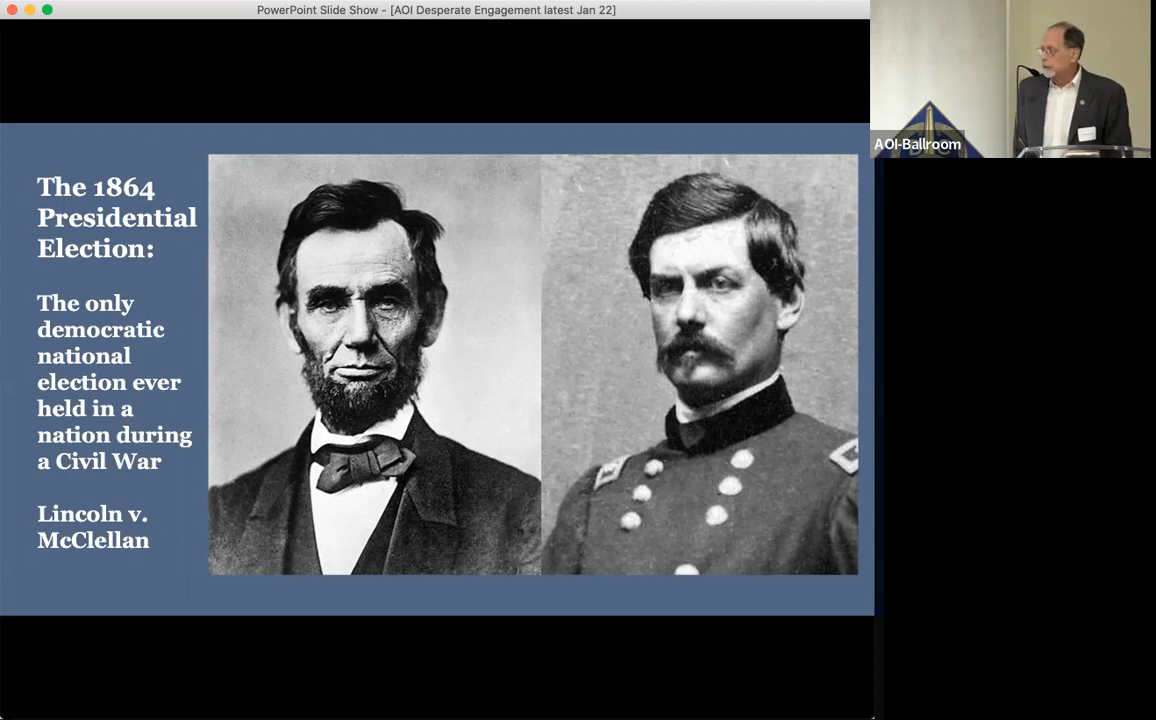 PowerPoint Slide Show - [AOI Desperate Engagement latest Jan 22]
The 1864
Presidential
Election:
The only
democratic
national
election ever
held in a
nation during
a Civil War
Lincoln v.
McClellan
AOI-Ballroom